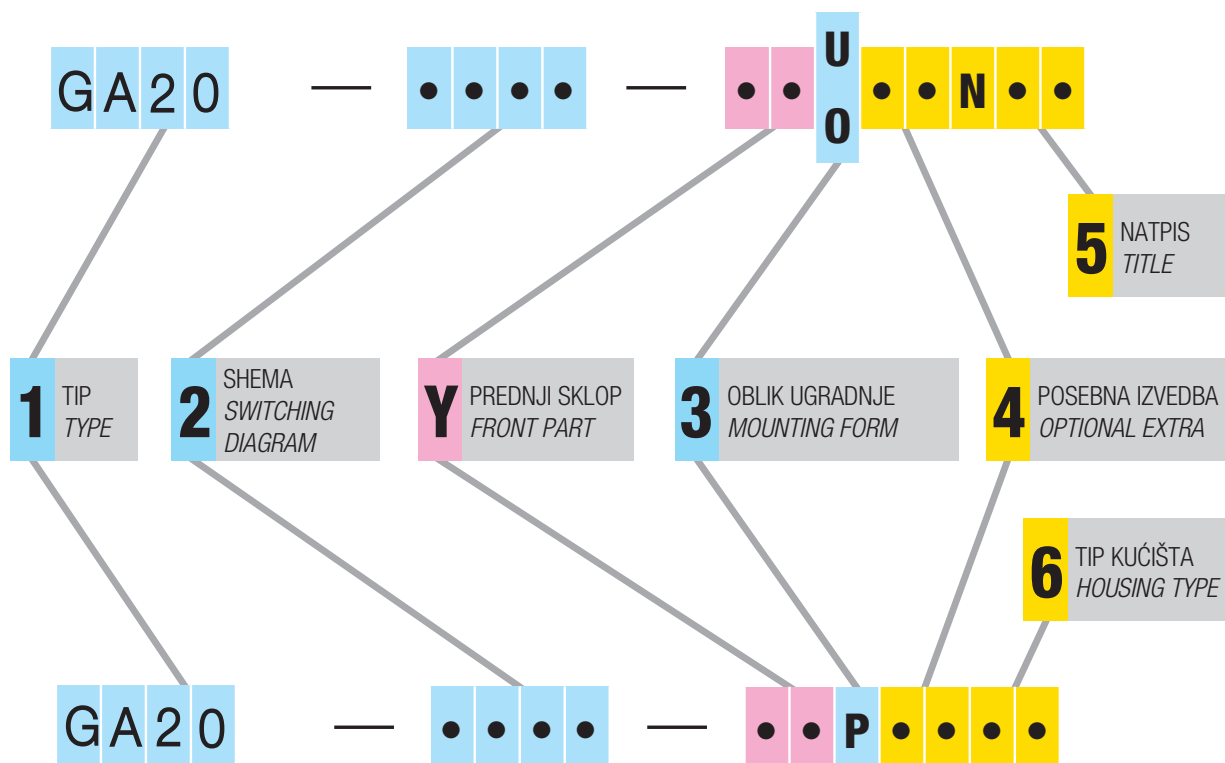 GA20 — •••• — ••U••N••
O
5 NATPIS
TITLE
1 TIP
TYPE
2 SHEMA
SWITCHING
DIAGRAM
Y PREDNJI SKLOP
FRONT PART
3 OBLIK UGRADNJE
MOUNTING FORM
4 POSEBNA IZVEDBA
OPTIONAL EXTRA
6 TIP KUĆIŠTA
HOUSING TYPE
GA20 — •••• — ••P••••